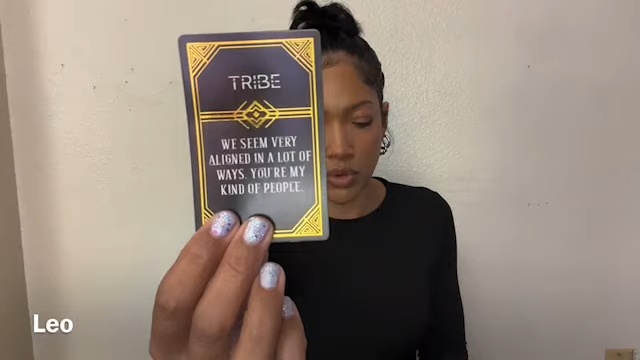 TRIBE
WE SEEM VERY
ALIGNED IN A LOT OF
WAYS. YOU'RE MY
KIND OF PEOPLE.
Leo